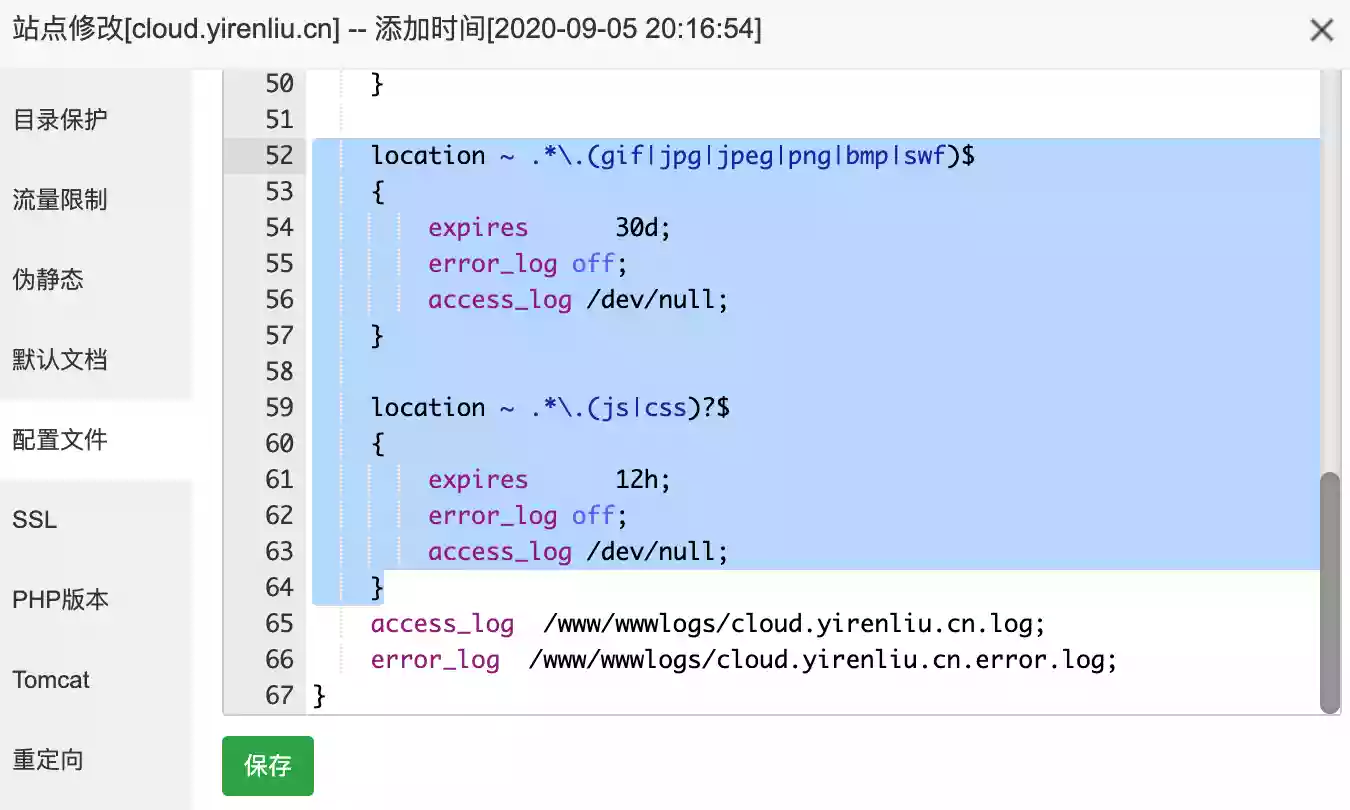 站点修改[cloud.yirenliu.cn] -- 添加时间[2020-09-05 20:16:54]
目录保护
流量限制
伪静态
默认文档
配置文件
SSL
PHP版本
Tomcat
重定向
50 }
51
52 location ~ .*\.(gif|jpg|jpeg|png|bmp|swf)$
53 {
54 expires 30d;
55 error_log off;
56 access_log /dev/null;
57 }
58
59 location ~ .*\.(js|css)?$
60 {
61 expires 12h;
62 error_log off;
63 access_log /dev/null;
64 }
65 access_log /www/wwwlogs/cloud.yirenliu.cn.log;
66 error_log /www/wwwlogs/cloud.yirenliu.cn.error.log;
67 }
保存